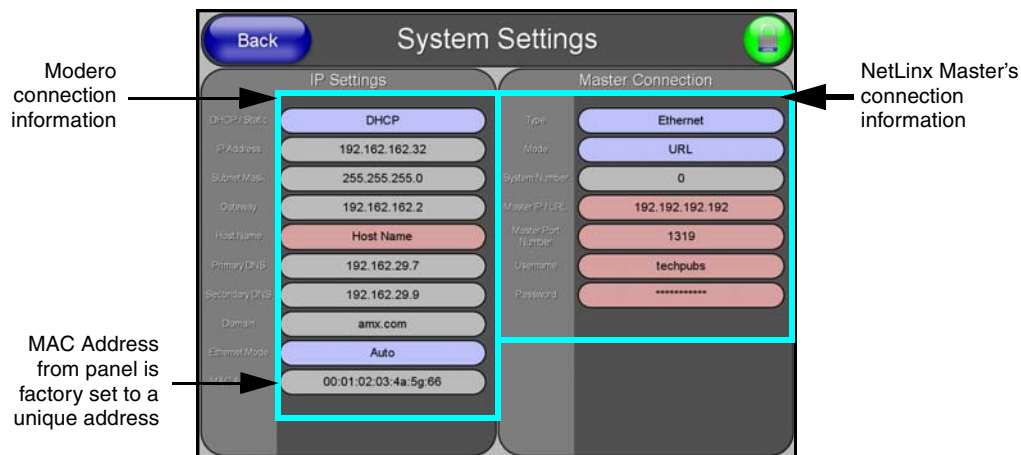 Back
System Settings
Modero
connection
information
IP Settings
DHCP / Static
DHCP
IP Address
192.162.162.32
Subnet Mask
255.255.255.0
Gateway
192.162.162.2
Host Name
Host Name
Primary DNS
192.162.29.7
Secondary DNS
192.162.29.9
Domain
amx.com
Ethernet Mode
Auto
00:01:02:03:4a:5g:66
MAC Address
from panel is
factory set to a
unique address
Master Connection
Type
Ethernet
Mode
URL
System Number
0
Master IP / URL
192.192.192.192
Master Port
Number
1319
Username
techpubs
Password
***********
NetLinx Master's
connection
information